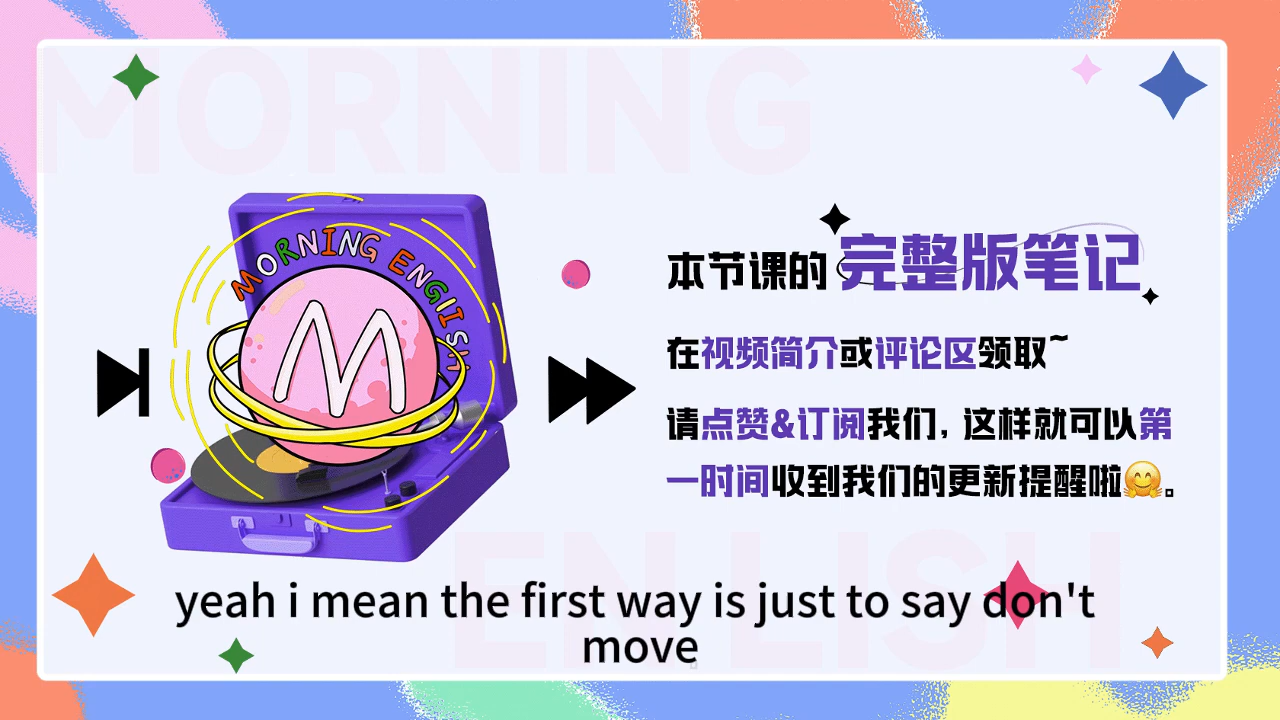 MORNING
MORNING ENGlISH
M
本节课的 完整版笔记
在视频简介或评论区领取~
请点赞&订阅我们，这样就可以第
一时间收到我们的更新提醒啦🤗。
yeah i mean the first way is just to say don't
move